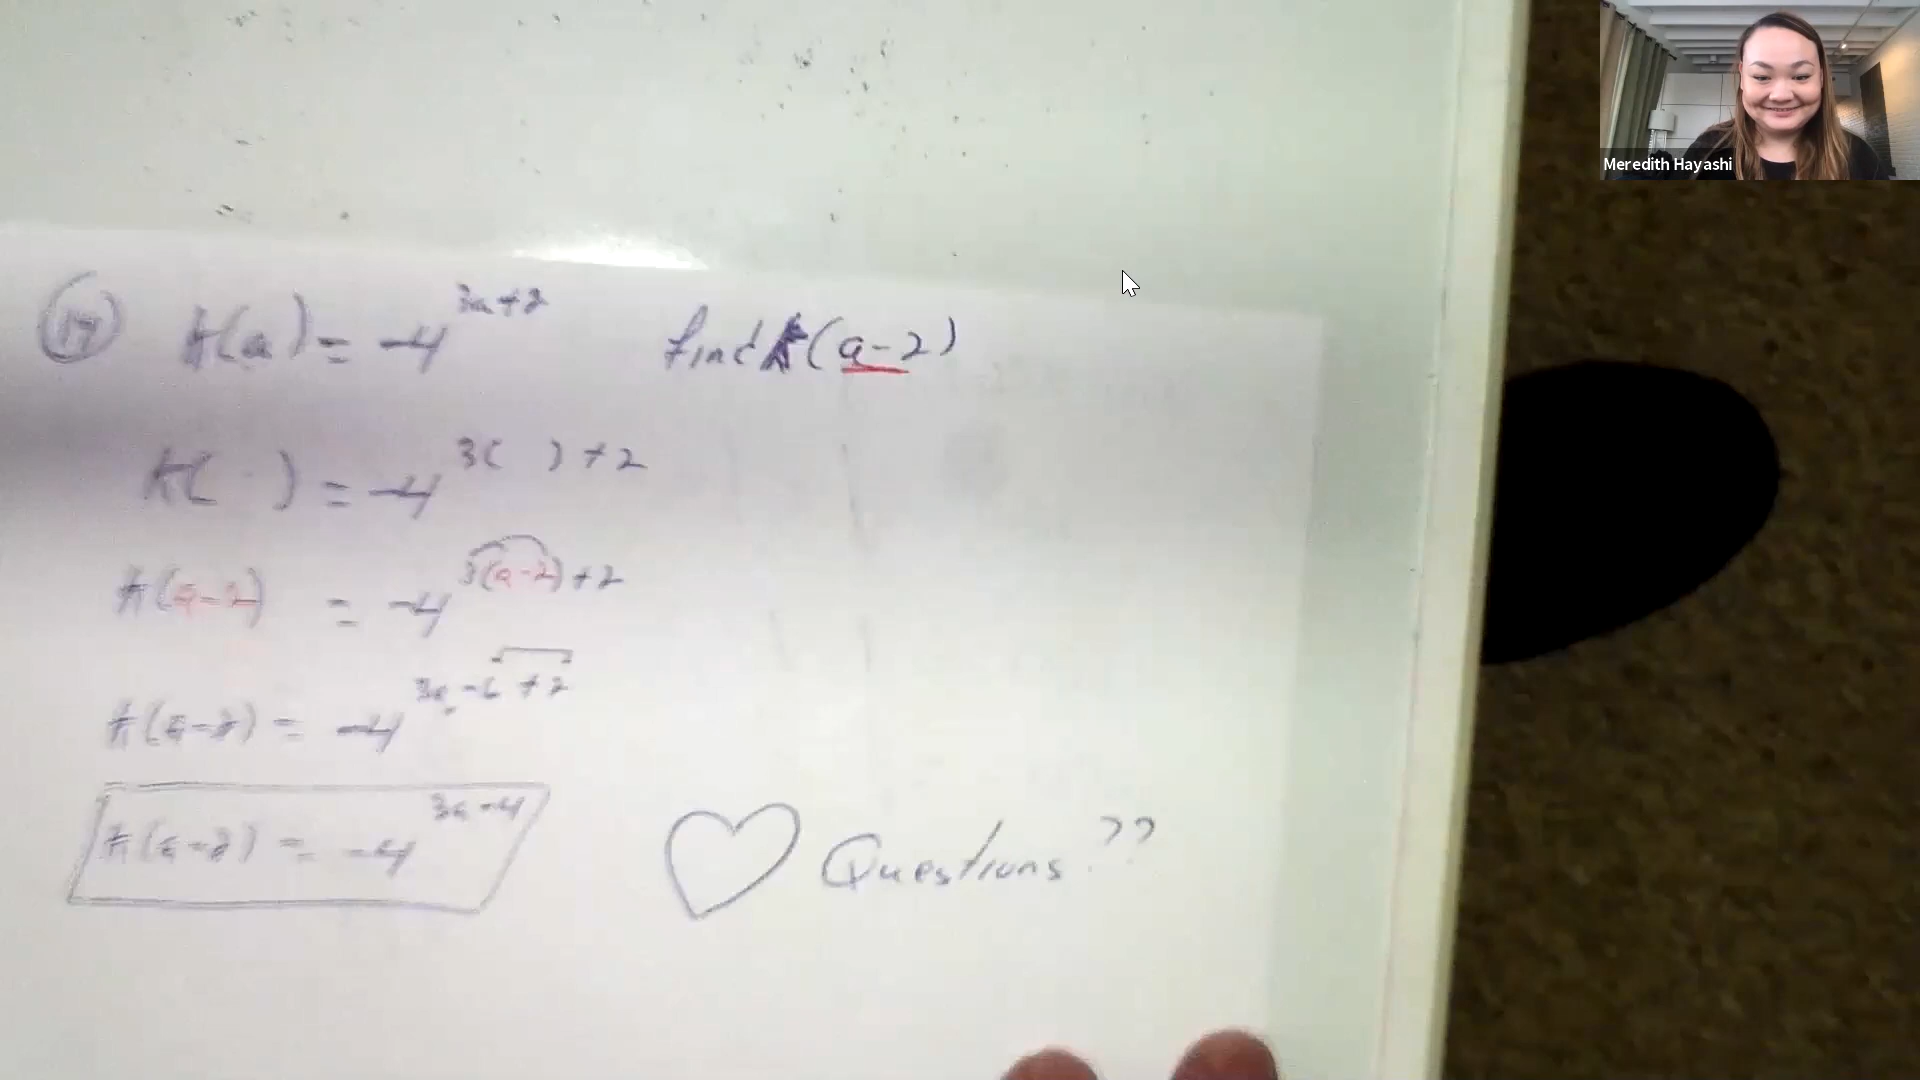 Meredith Hayashi
17 k(a) = -4^{3a+2} find k(a-2)
k( ) = -4^{3( )+2}
k(a-2) = -4^{3(a-2)+2}
k(a-2) = -4^{3a-6+2}
k(a-2) = -4^{3a-4}
♡ Questions??